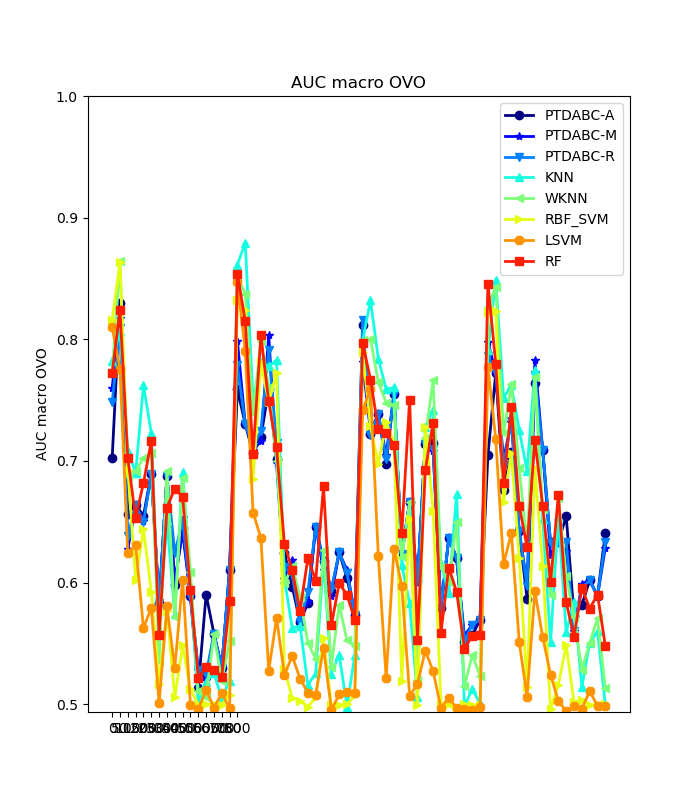 AUC macro OVO
1.0
0.9
0.8
0.7
0.6
0.5
AUC macro OVO
PTDABC-A
PTDABC-M
PTDABC-R
KNN
WKNN
RBF_SVM
LSVM
RF